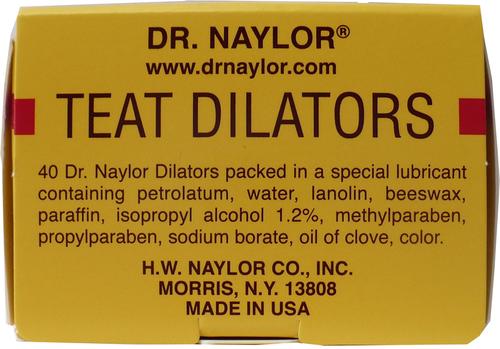 DR. NAYLOR®
www.drnaylor.com
TEAT DILATORS
40 Dr. Naylor Dilators packed in a special lubricant
containing petrolatum, water, lanolin, beeswax,
paraffin, isopropyl alcohol 1.2%, methylparaben,
propylparaben, sodium borate, oil of clove, color.
H.W. NAYLOR CO., INC.
MORRIS, N.Y. 13808
MADE IN USA